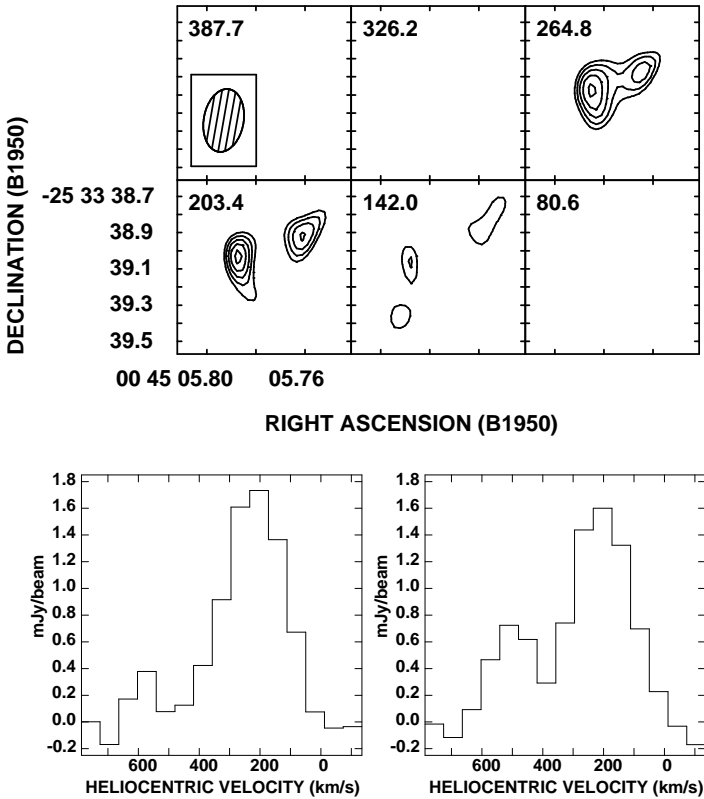 387.7 326.2 264.8
203.4 142.0 80.6
DECLINATION (B1950)
-25 33 38.7
38.9
39.1
39.3
39.5
00 45 05.80 05.76
RIGHT ASCENSION (B1950)
mJy/beam
1.8
1.6
1.4
1.2
1.0
0.8
0.6
0.4
0.2
0.0
-0.2
600 400 200 0
HELIOCENTRIC VELOCITY (km/s)
mJy/beam
1.8
1.6
1.4
1.2
1.0
0.8
0.6
0.4
0.2
0.0
-0.2
600 400 200 0
HELIOCENTRIC VELOCITY (km/s)